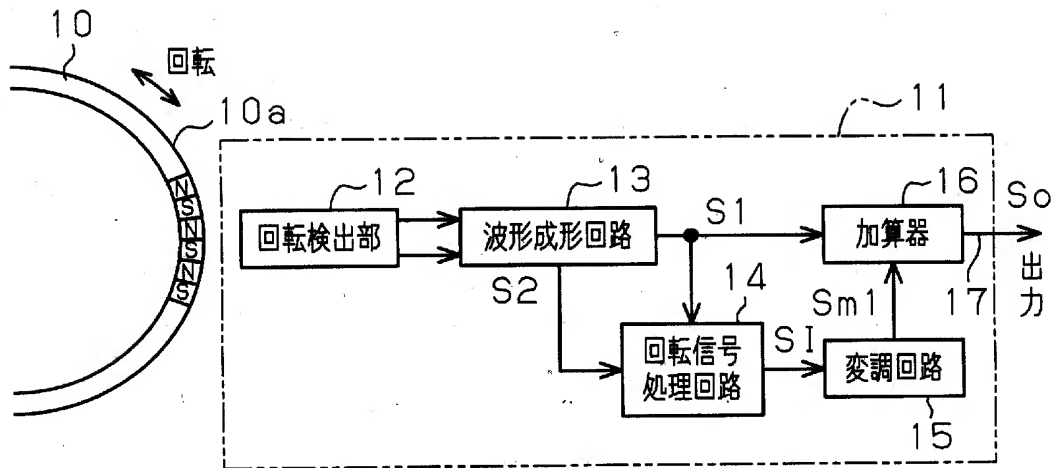 10
回転
10a
11
N
S
N
S
N
S
12
回転検出部
13
波形成形回路
S1
S2
16
加算器
So
出力
17
14
回転信号
処理回路
SI
Sm1
変調回路
15